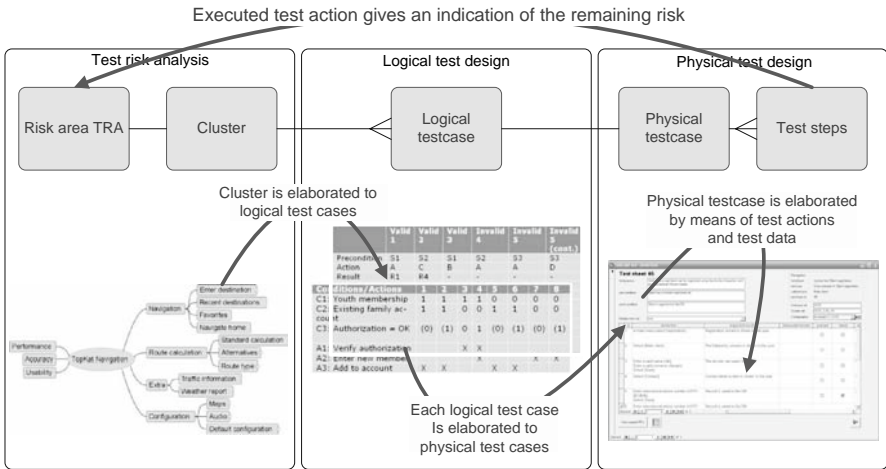 Executed test action gives an indication of the remaining risk
Test risk analysis
Logical test design
Physical test design
Risk area TRA
Cluster
Logical
testcase
Physical
testcase
Test steps
Cluster is elaborated to
logical test cases
Physical testcase is elaborated
by means of test actions
and test data
Valid Valid Valid Invalid Invalid Invalid
1 2 3 4 5 5
(cont.)
Precondition S1 S2 S1 S2 S3 S3
Action A C B A A D
Result R1 R4 - - - -
Conditions/Actions 1 2 3 4 5 6 7 8
C1: Youth membership 1 1 1 1 0 0 0 0
C2: Existing family ac- 1 1 0 0 1 1 0 0
count
C3: Authorization = OK (0) (1) 0 1 (0) (1) (0) (1)
A1: Verify authorization X X
A2: Enter new member X X X
A3: Add to account X X X X
Enter destination
Recent destinations
Navigation
Favorites
Navigate home
Standard calculation
Performance
Route calculation
Alternatives
Accuracy
TopKat Navigation
Route type
Usability
Traffic information
Extra
Weather report
Maps
Configuration
Audio
Default configuration
Each logical test case
Is elaborated to
physical test cases
Test sheet 45